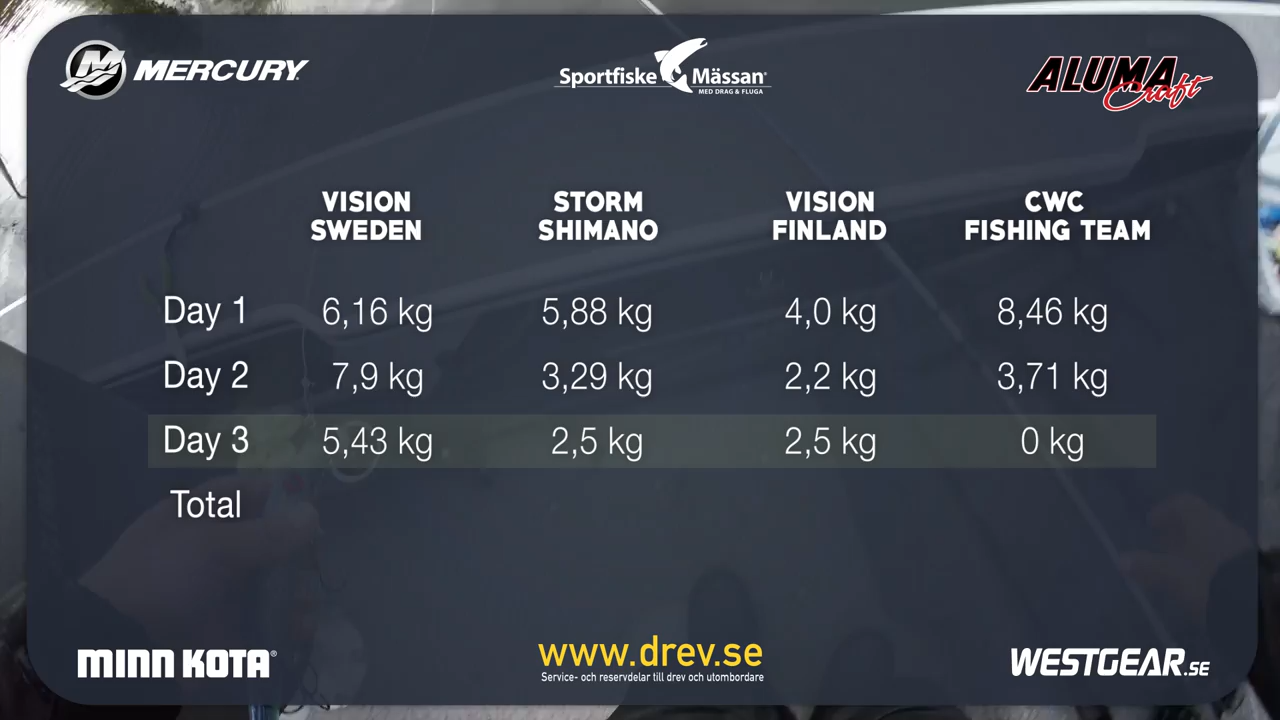 MERCURY
Sportfiske Mässan
MED DRAG & FLUGA
ALUMA
Craft
VISION SWEDEN
STORM SHIMANO
VISION FINLAND
CWC FISHING TEAM
Day 1 6,16 kg 5,88 kg 4,0 kg 8,46 kg
Day 2 7,9 kg 3,29 kg 2,2 kg 3,71 kg
Day 3 5,43 kg 2,5 kg 2,5 kg 0 kg
Total
MINN KOTA®
www.drev.se
Service- och reservdelar till drev och utombordare
WESTGEAR.SE